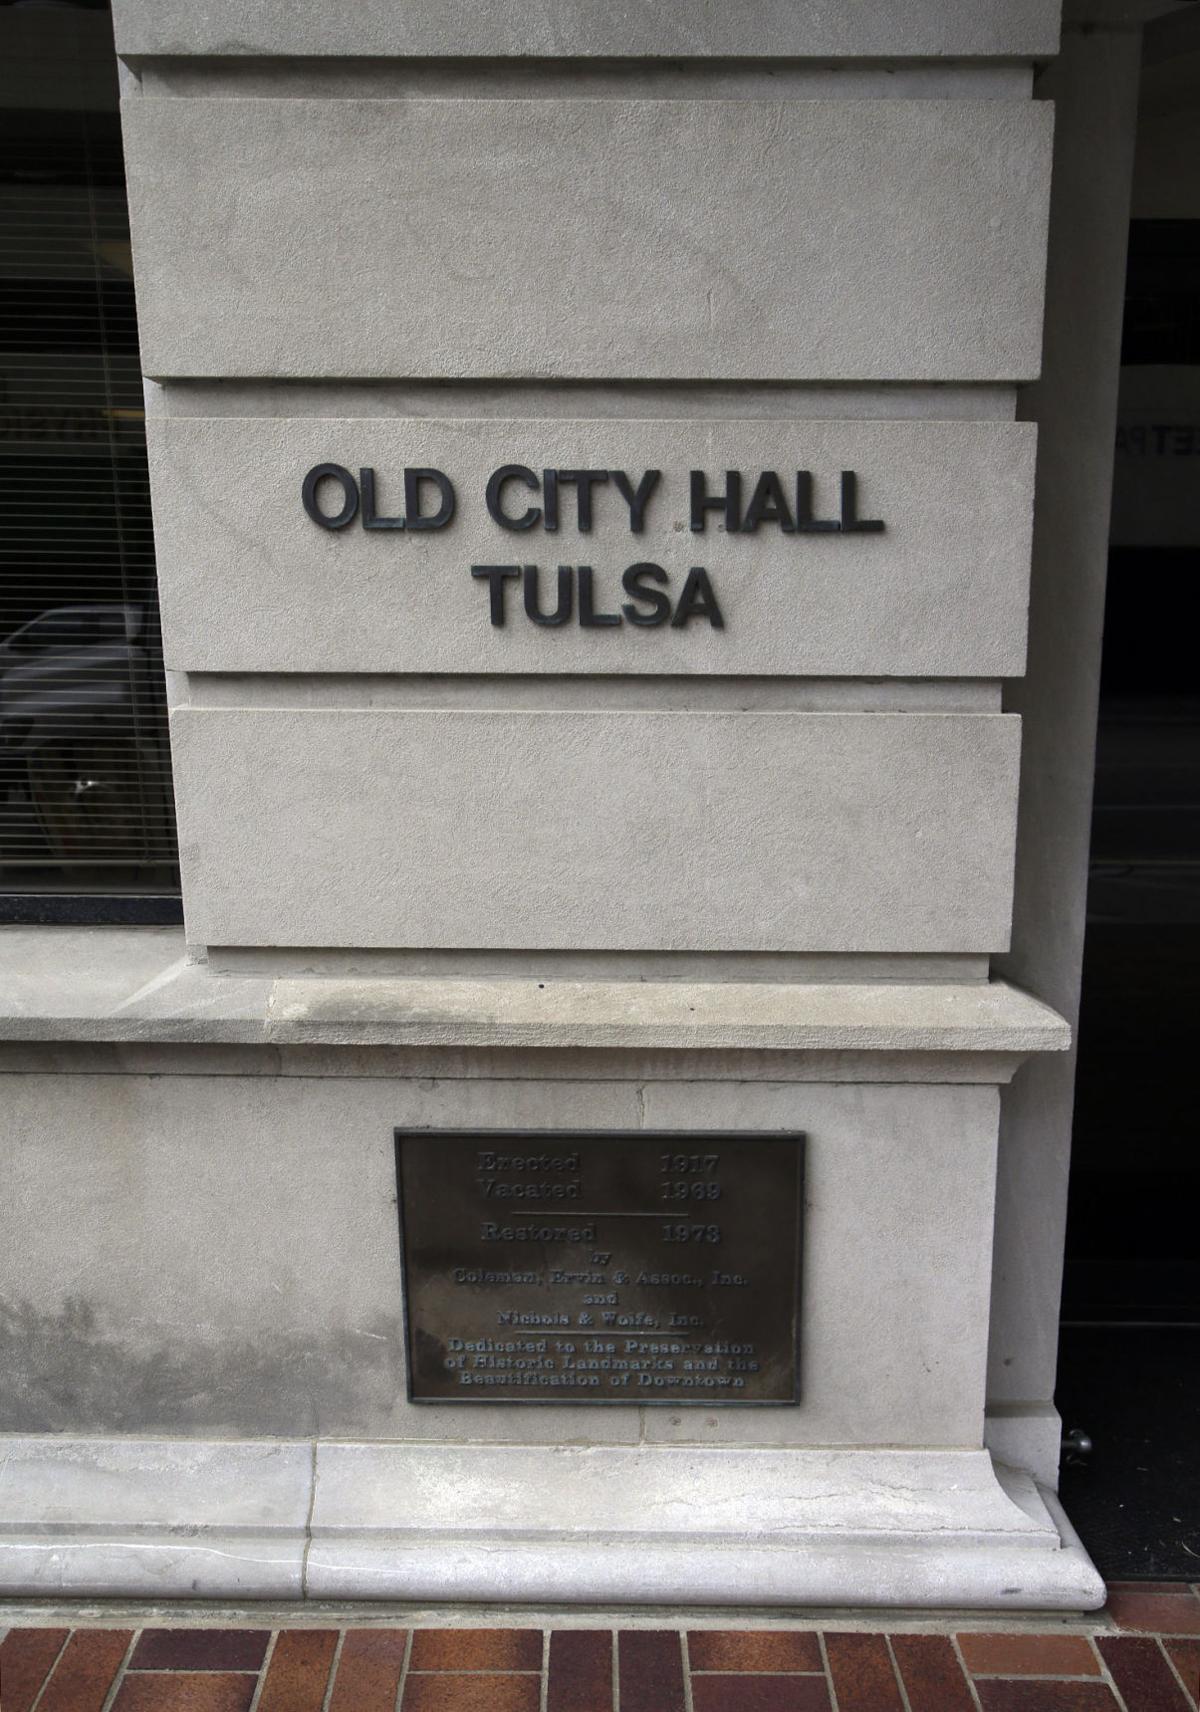 OLD CITY HALL
TULSA
Erected 1917
Vacated 1969
Restored 1973
by
Coleman, Ervin & Assoc., Inc.
and
Nichols & Wolfe, Inc.
Dedicated to the Preservation
of Historic Landmarks and the
Beautification of Downtown